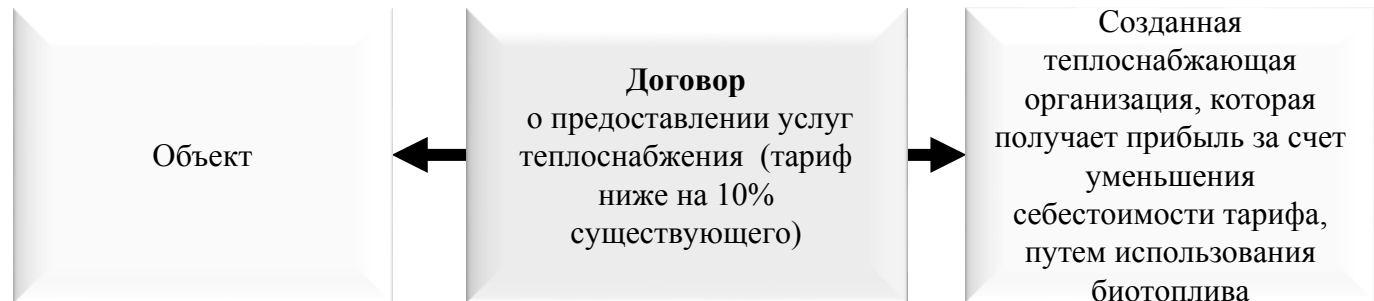 Объект
Договор
о предоставлении услуг
теплоснабжения (тариф
ниже на 10%
существующего)
Созданная
теплоснабжающая
организация, которая
получает прибыль за счет
уменьшения
себестоимости тарифа,
путем использования
биотоплива